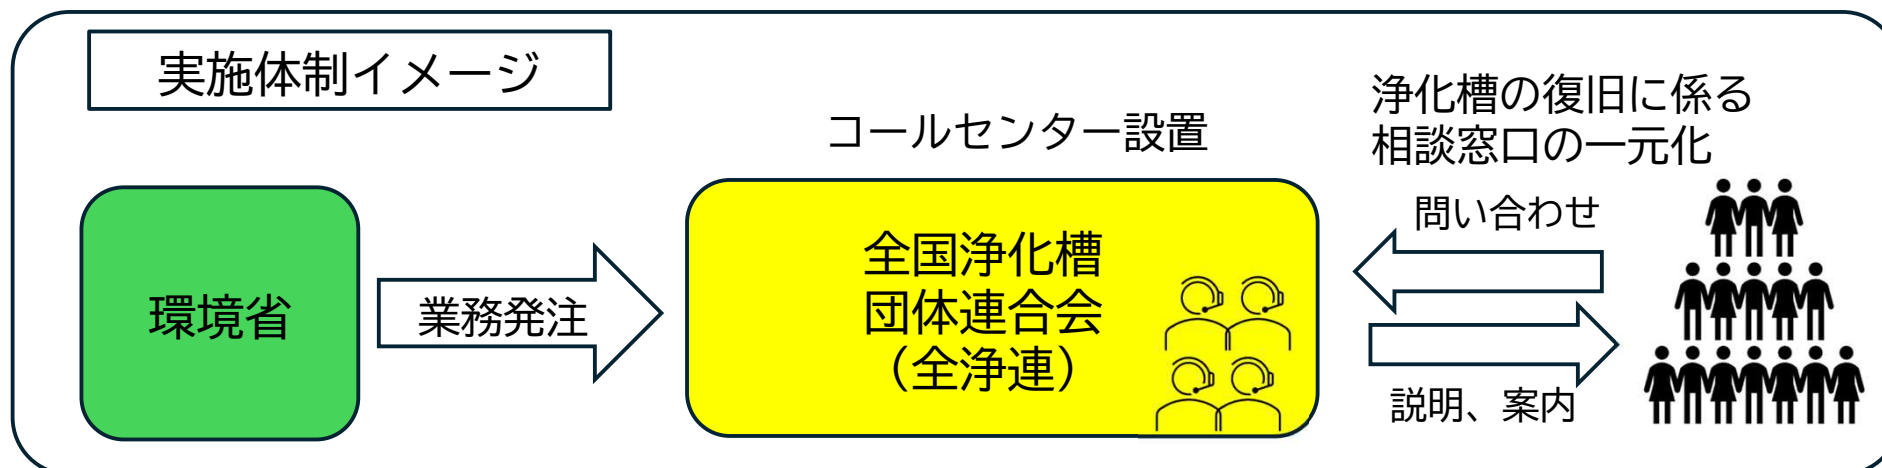 実施体制イメージ
コールセンター設置
浄化槽の復旧に係る
相談窓口の一元化
環境省
業務発注
全国浄化槽
団体連合会
（全浄連）
問い合わせ
説明、案内